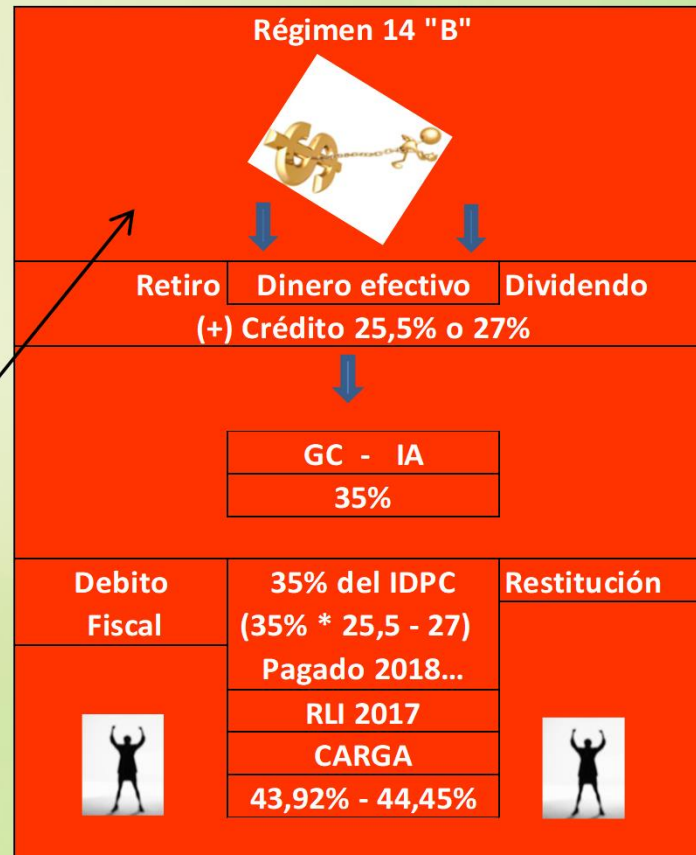 Régimen 14 "B"
Retiro Dinero efectivo Dividendo
(+) Crédito 25,5% o 27%
GC - IA
35%
Debito 35% del IDPC Restitución
Fiscal (35% * 25,5 - 27)
Pagado 2018...
RLI 2017
CARGA
43,92% - 44,45%